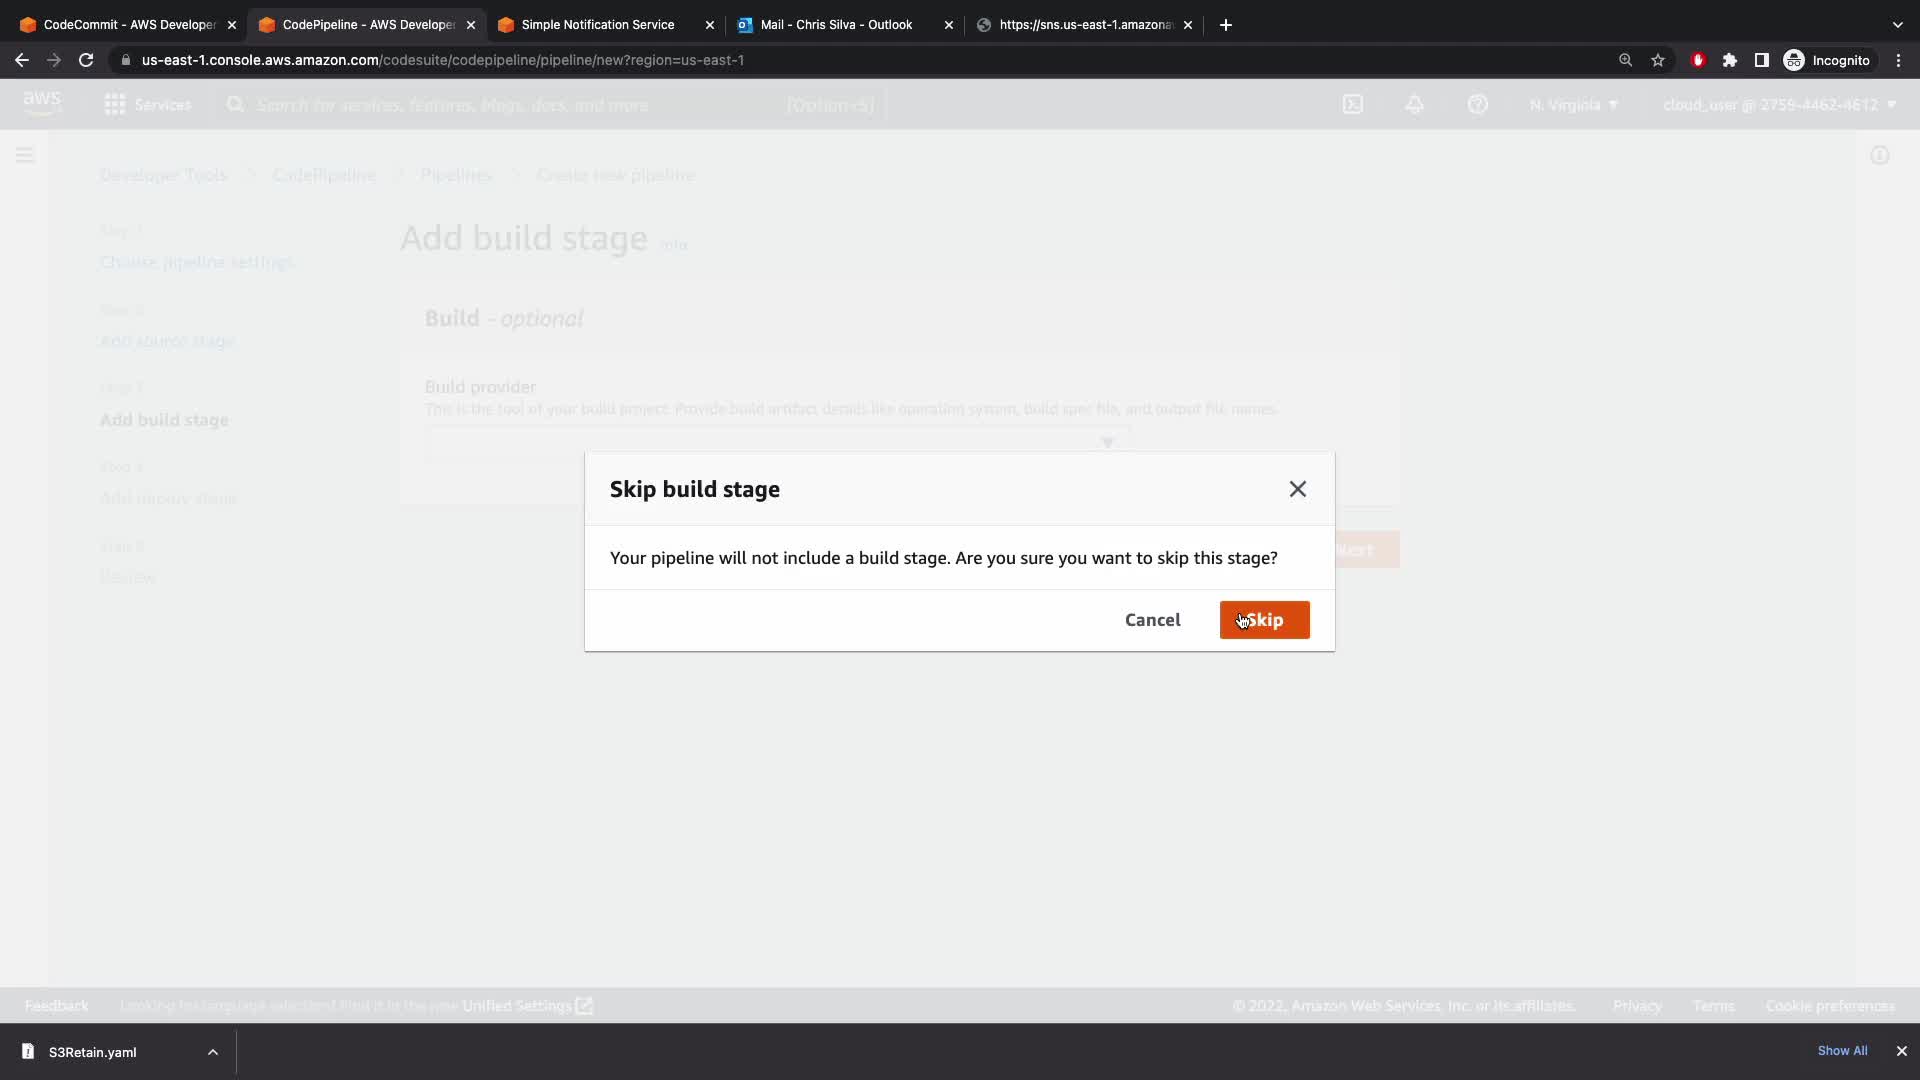 CodeCommit - AWS Developer
CodePipeline - AWS Developer
Simple Notification Service
Mail - Chris Silva - Outlook
https://sns.us-east-1.amazona
us-east-1.console.aws.amazon.com/codesuite/codepipeline/pipeline/new?region=us-east-1
Incognito
aws
Services
Search for services, features, blogs, docs, and more
[Option+S]
N. Virginia
cloud_user @ 2759-4462-4612
Developer Tools
CodePipeline
Pipelines
Create new pipeline
Step 1
Choose pipeline settings
Step 2
Add source stage
Step 3
Add build stage
Step 4
Add deploy stage
Step 5
Review
Add build stage Info
Build - optional
Build provider
This is the tool of your build project. Provide build artifact details like operating system, build spec file, and output file names.
Next
Skip build stage
Your pipeline will not include a build stage. Are you sure you want to skip this stage?
Cancel
Skip
Feedback
Looking for language selection? Find it in the new Unified Settings
© 2022, Amazon Web Services, Inc. or its affiliates.
Privacy
Terms
Cookie preferences
S3Retain.yaml
Show All